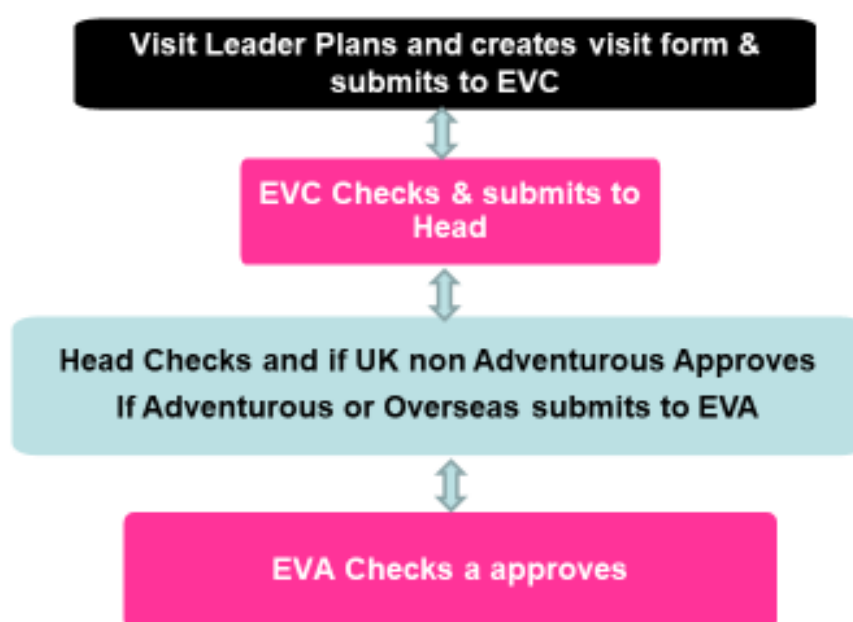 Visit Leader Plans and creates visit form &
submits to EVC
EVC Checks & submits to
Head
Head Checks and if UK non Adventurous Approves
If Adventurous or Overseas submits to EVA
EVA Checks a approves